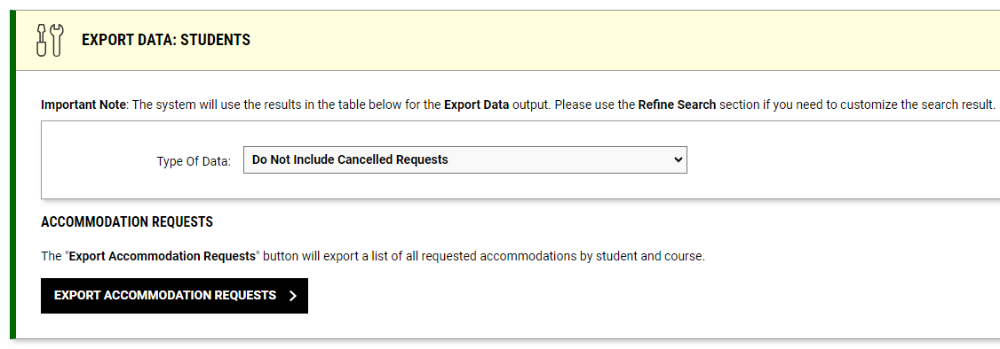 EXPORT DATA: STUDENTS
Important Note: The system will use the results in the table below for the Export Data output. Please use the Refine Search section if you need to customize the search result.
Type Of Data: Do Not Include Cancelled Requests
ACCOMMODATION REQUESTS
The "Export Accommodation Requests" button will export a list of all requested accommodations by student and course.
EXPORT ACCOMMODATION REQUESTS